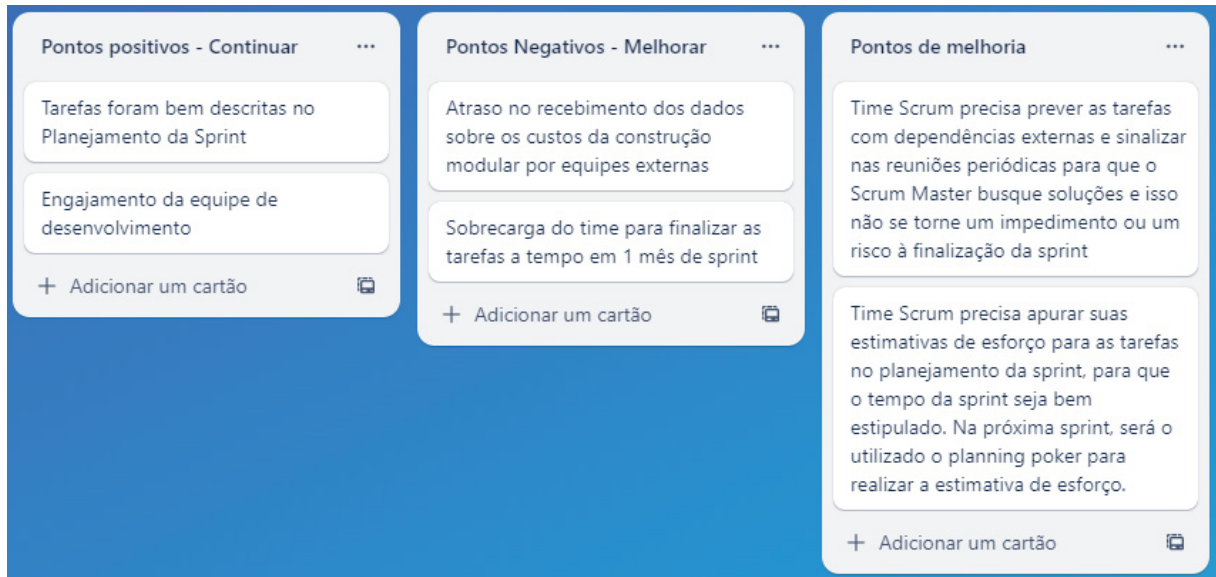 Pontos positivos - Continuar
Tarefas foram bem descritas no
Planejamento da Sprint
Engajamento da equipe de
desenvolvimento
+ Adicionar um cartão
Pontos Negativos - Melhorar
Atraso no recebimento dos dados
sobre os custos da construção
modular por equipes externas
Sobrecarga do time para finalizar as
tarefas a tempo em 1 mês de sprint
+ Adicionar um cartão
Pontos de melhoria
Time Scrum precisa prever as tarefas
com dependências externas e sinalizar
nas reuniões periódicas para que o
Scrum Master busque soluções e isso
não se torne um impedimento ou um
risco à finalização da sprint
Time Scrum precisa apurar suas
estimativas de esforço para as tarefas
no planejamento da sprint, para que
o tempo da sprint seja bem
estipulado. Na próxima sprint, será o
utilizado o planning poker para
realizar a estimativa de esforço.
+ Adicionar um cartão